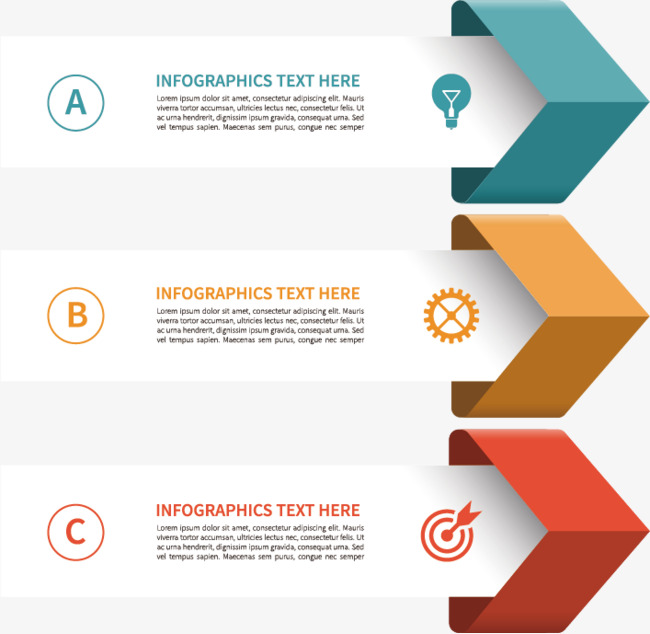 A
INFOGRAPHICS TEXT HERE
Lorem ipsum dolor sit amet, consectetur adipiscing elit. Mauris
viverra tortor accumsan, ultricies lectus nec, consectetur felis. Ut
ac urna hendrerit, dignissim ipsum gravida, consequat urna. Sed
vel tempus sapien. Maecenas sem purus, congue nec semper
B
INFOGRAPHICS TEXT HERE
Lorem ipsum dolor sit amet, consectetur adipiscing elit. Mauris
viverra tortor accumsan, ultricies lectus nec, consectetur felis. Ut
ac urna hendrerit, dignissim ipsum gravida, consequat urna. Sed
vel tempus sapien. Maecenas sem purus, congue nec semper
C
INFOGRAPHICS TEXT HERE
Lorem ipsum dolor sit amet, consectetur adipiscing elit. Mauris
viverra tortor accumsan, ultricies lectus nec, consectetur felis. Ut
ac urna hendrerit, dignissim ipsum gravida, consequat urna. Sed
vel tempus sapien. Maecenas sem purus, congue nec semper